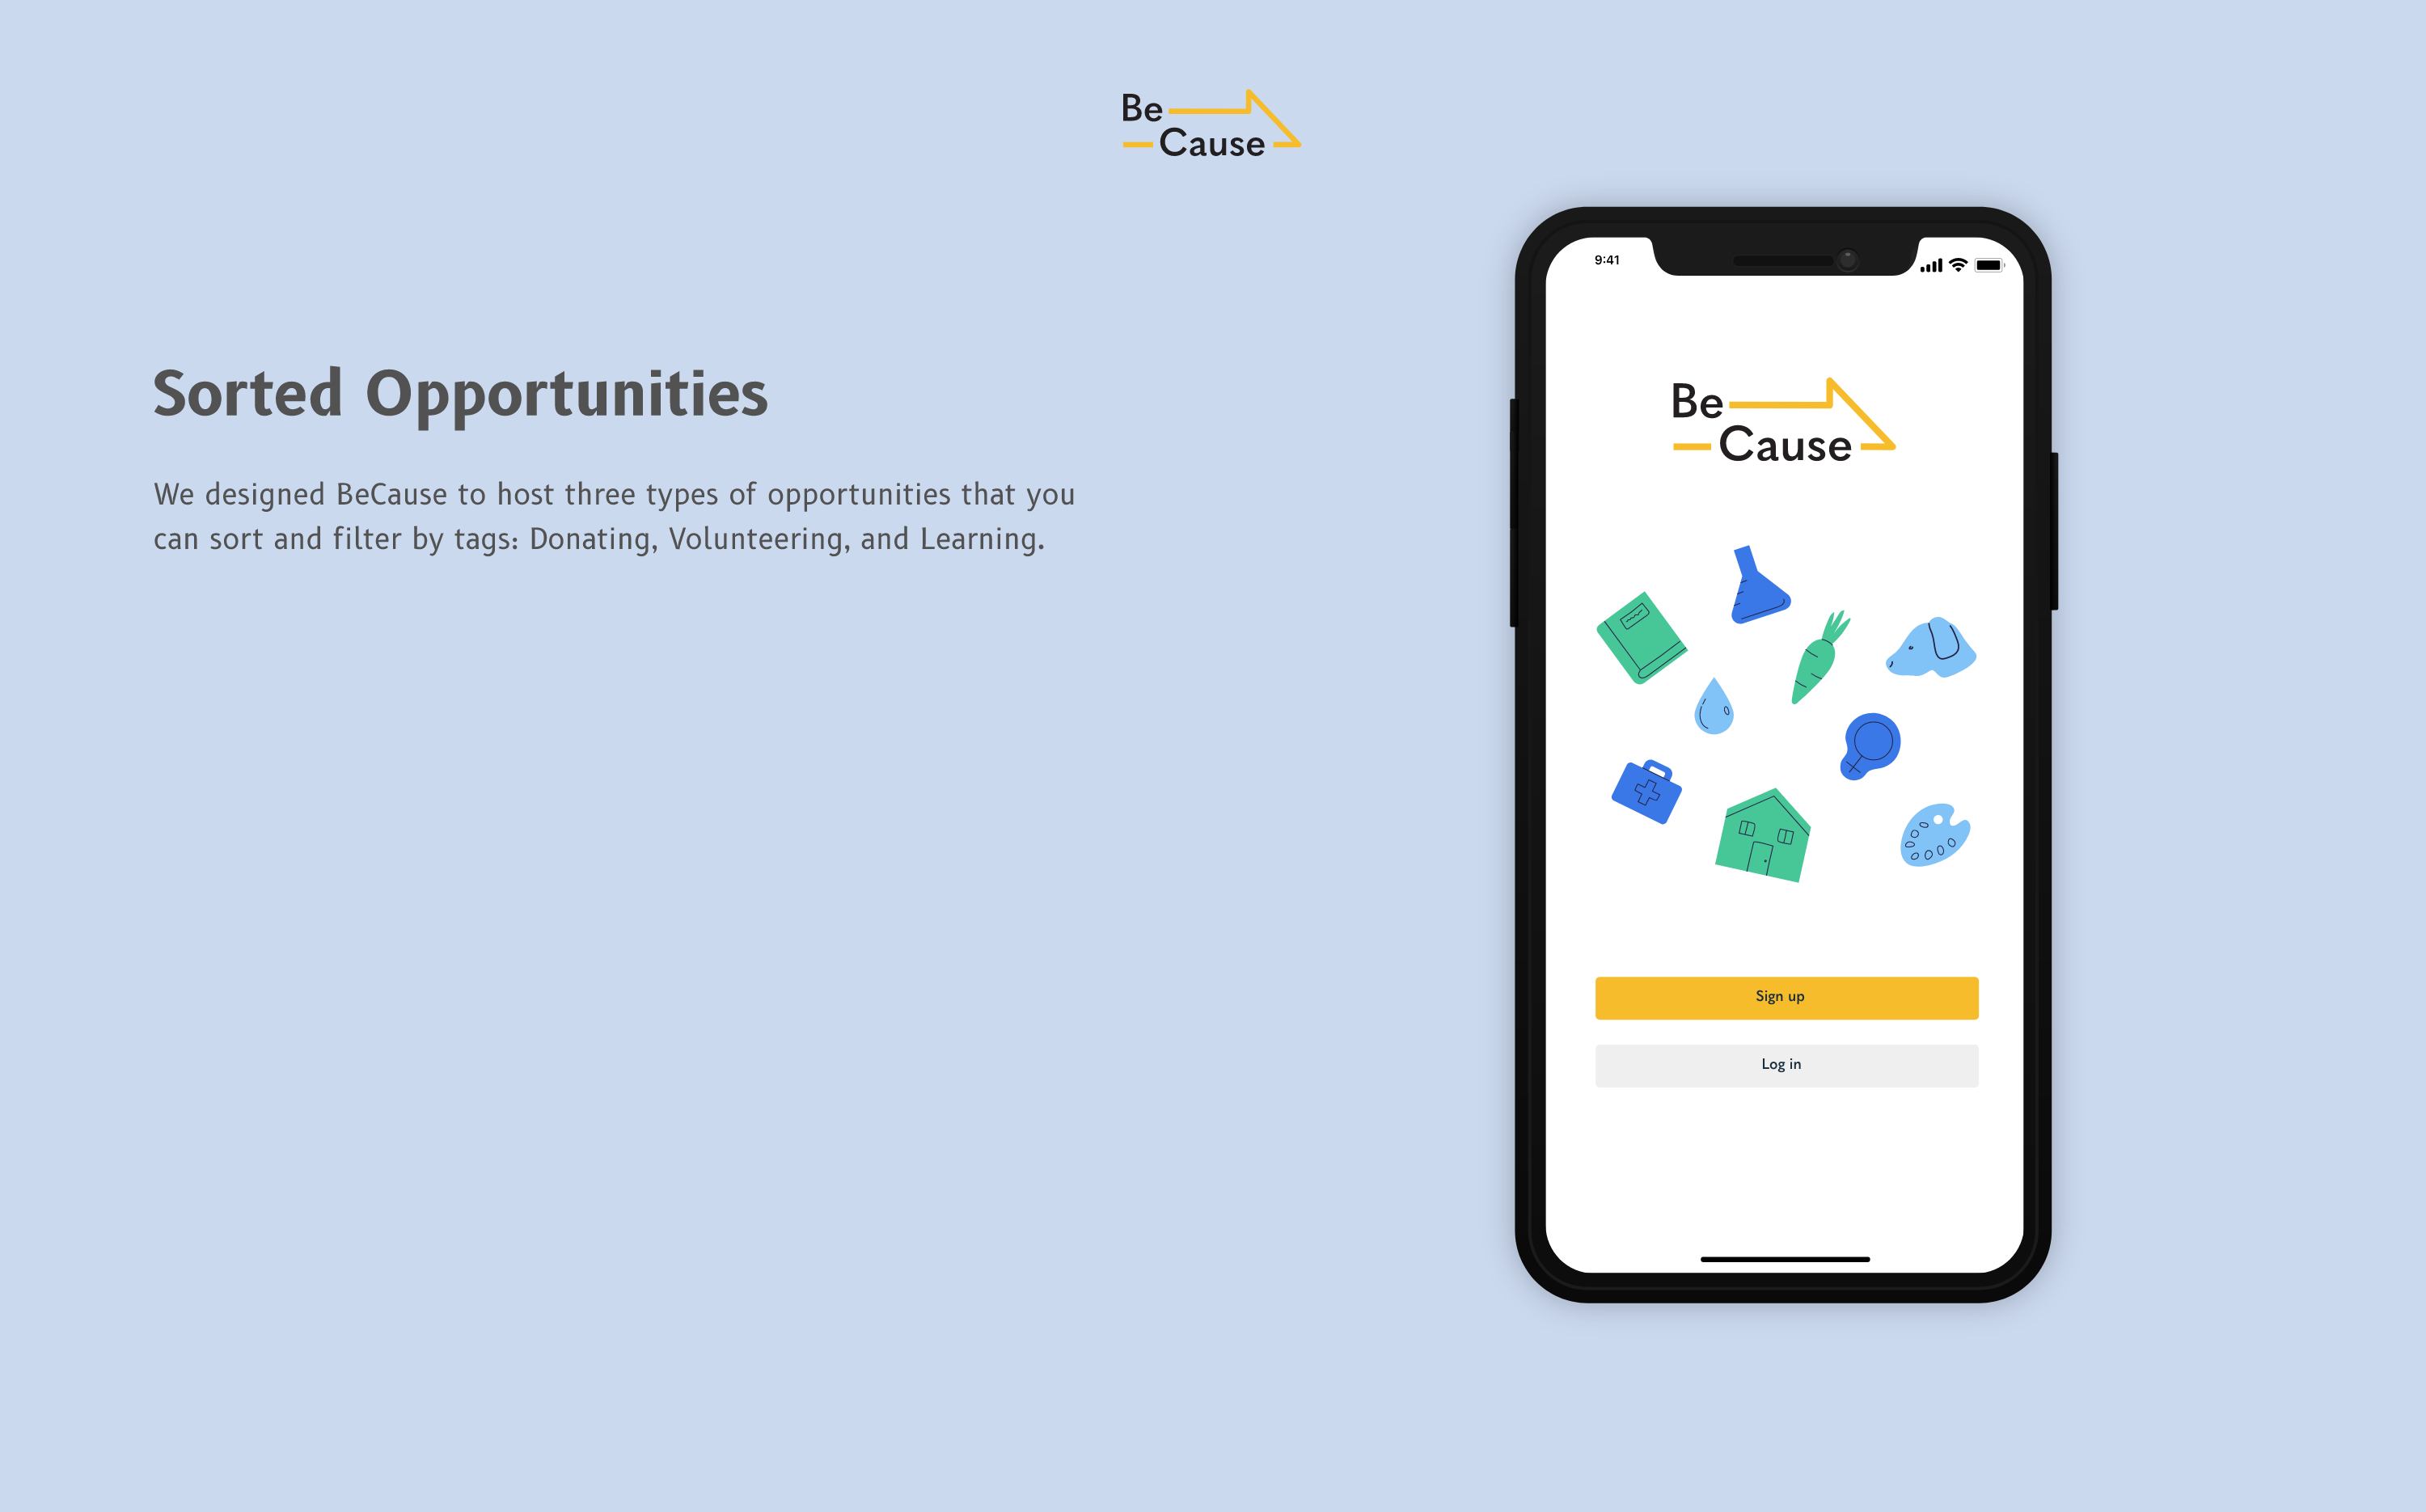 Be
Cause
Sorted Opportunities
We designed BeCause to host three types of opportunities that you
can sort and filter by tags: Donating, Volunteering, and Learning.
9:41
Be
Cause
Sign up
Log in